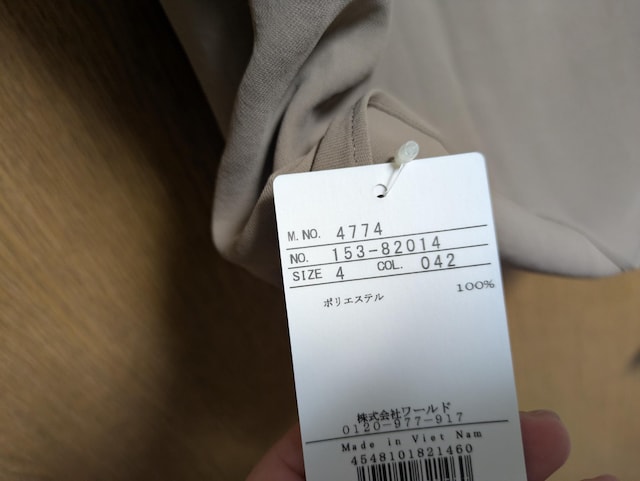 M. NO. 4774
NO. 153-82014
SIZE 4 COL. 042
ポリエステル 100%
株式会社ワールド
0120-977-917
Made in Viet Nam
4548101821460